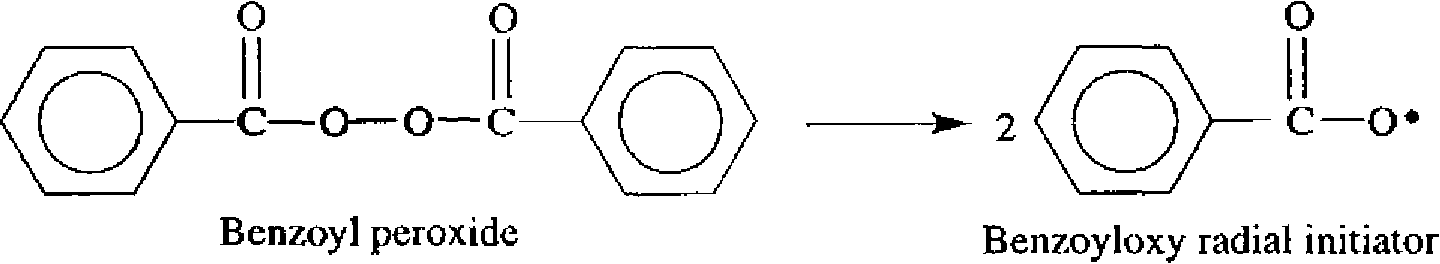 O O O
C—O—O—C 2 C—O•
Benzoyl peroxide
Benzoyloxy radial initiator